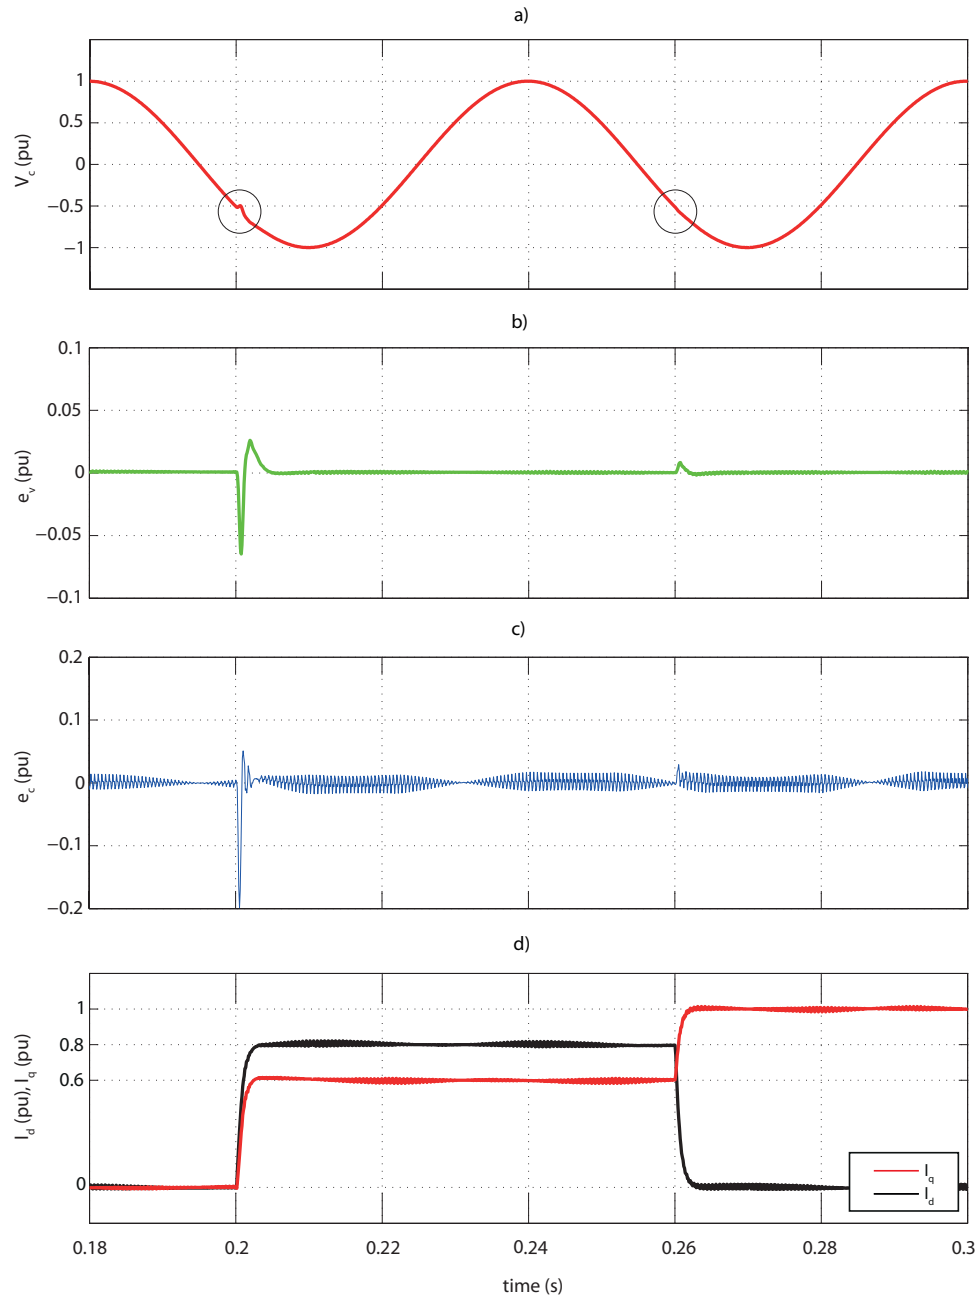 a)
1
0.5
0
−0.5
−1
V_c (pu)
b)
0.1
0.05
0
−0.05
−0.1
e_v (pu)
c)
0.2
0.1
0
−0.1
−0.2
e_c (pu)
d)
1
0.8
0.6
0
I_d (pu), I_q (pu)
I_q
I_d
0.18 0.2 0.22 0.24 0.26 0.28 0.3
time (s)